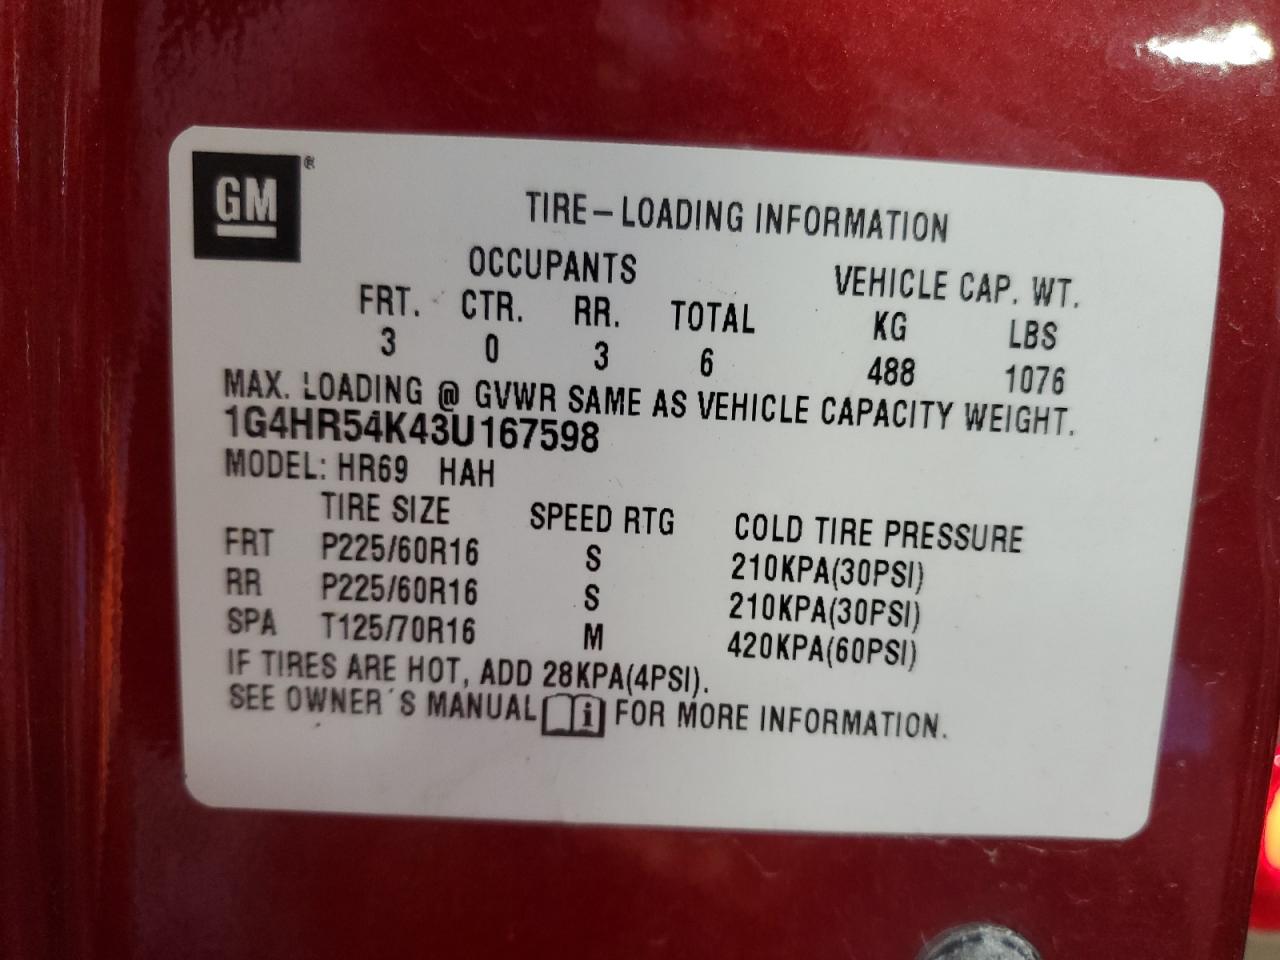 GM®
TIRE–LOADING INFORMATION
OCCUPANTS VEHICLE CAP. WT.
FRT. CTR. RR. TOTAL KG LBS
3 0 3 6 488 1076
MAX. LOADING @ GVWR SAME AS VEHICLE CAPACITY WEIGHT.
1G4HR54K43U167598
MODEL: HR69 HAH
TIRE SIZE SPEED RTG COLD TIRE PRESSURE
FRT P225/60R16 S 210KPA(30PSI)
RR P225/60R16 S 210KPA(30PSI)
SPA T125/70R16 M 420KPA(60PSI)
IF TIRES ARE HOT, ADD 28KPA(4PSI).
SEE OWNER´S MANUAL i FOR MORE INFORMATION.